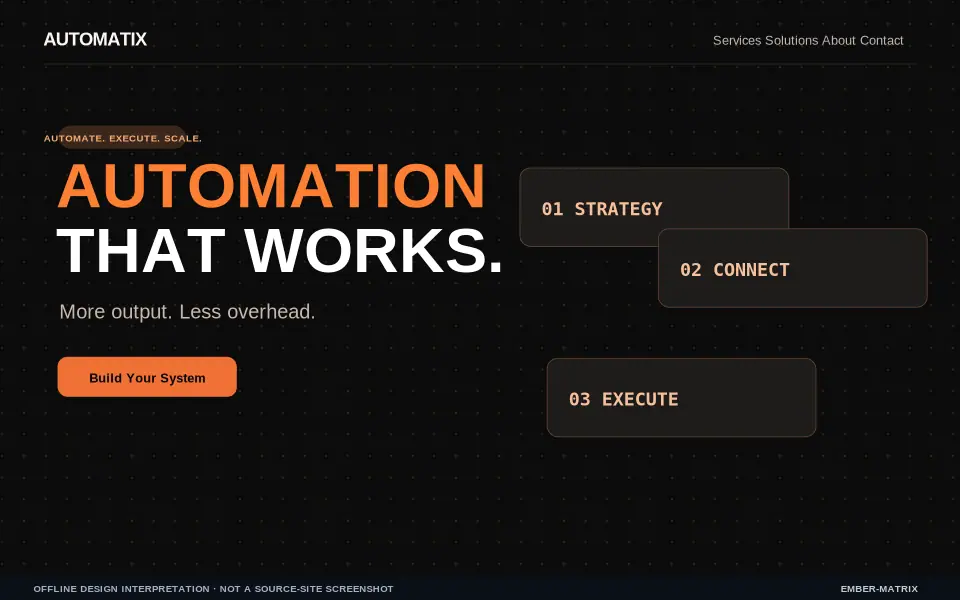 AUTOMATIX
Services Solutions About Contact
AUTOMATE. EXECUTE. SCALE.
AUTOMATION
THAT WORKS.
More output. Less overhead.
Build Your System
01 STRATEGY
02 CONNECT
03 EXECUTE
OFFLINE DESIGN INTERPRETATION · NOT A SOURCE-SITE SCREENSHOT
EMBER-MATRIX